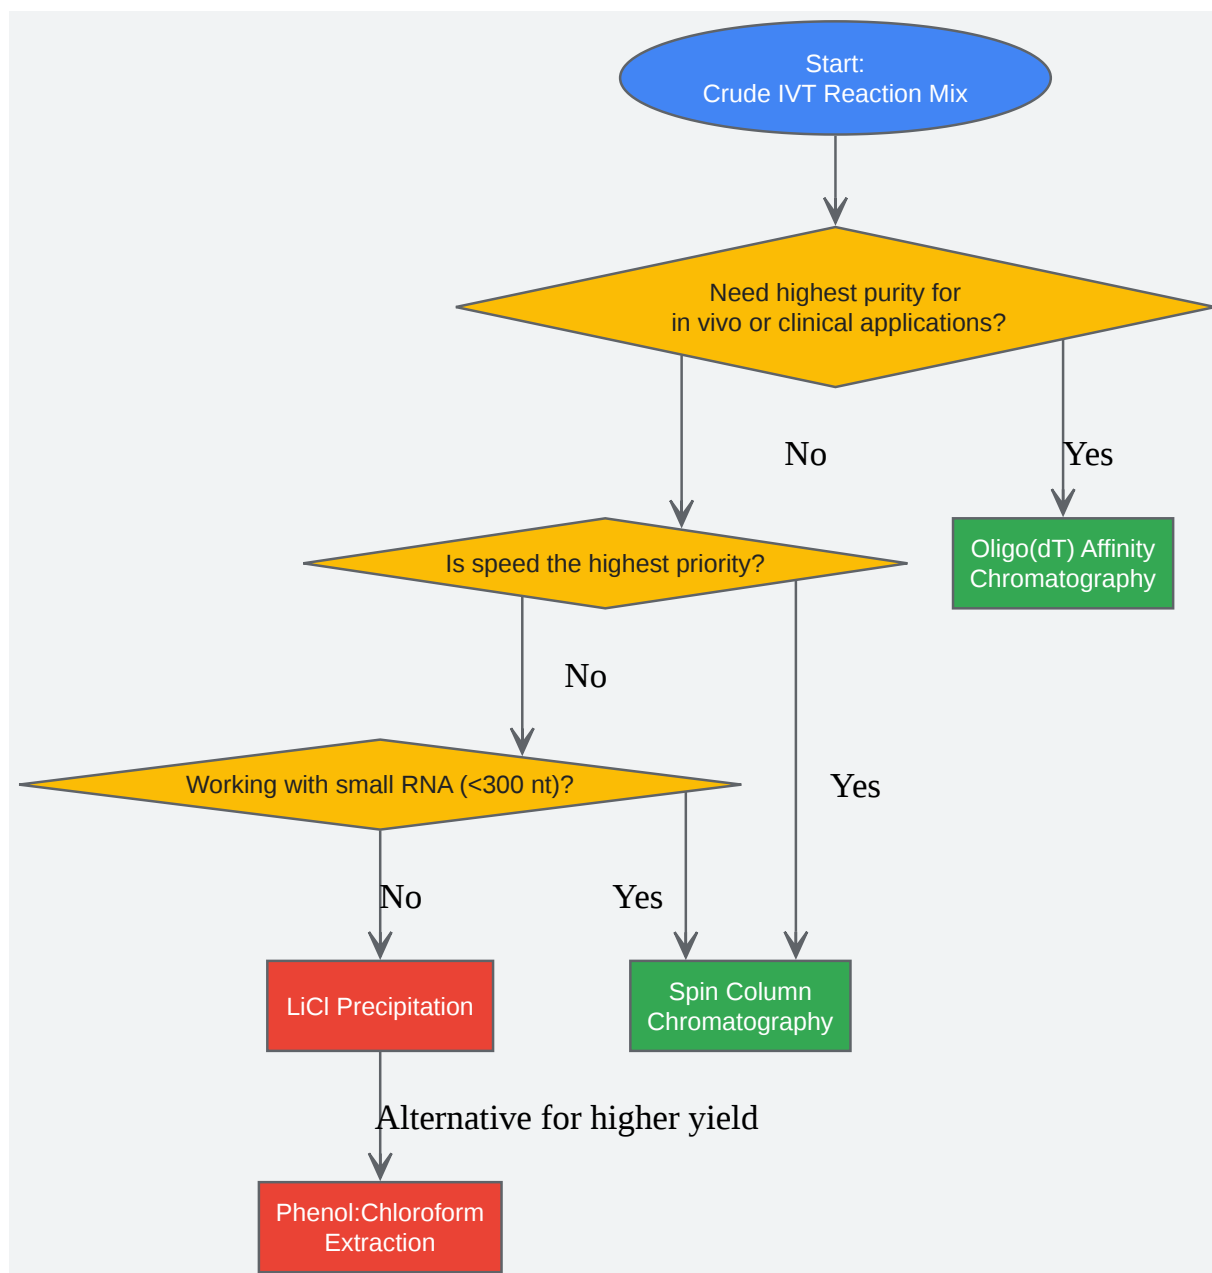 Start:
Crude IVT Reaction Mix
Need highest purity for
in vivo or clinical applications?
No
Yes
Oligo(dT) Affinity
Chromatography
Is speed the highest priority?
No
Yes
Working with small RNA (<300 nt)?
No
Yes
LiCl Precipitation
Spin Column
Chromatography
Alternative for higher yield
Phenol:Chloroform
Extraction